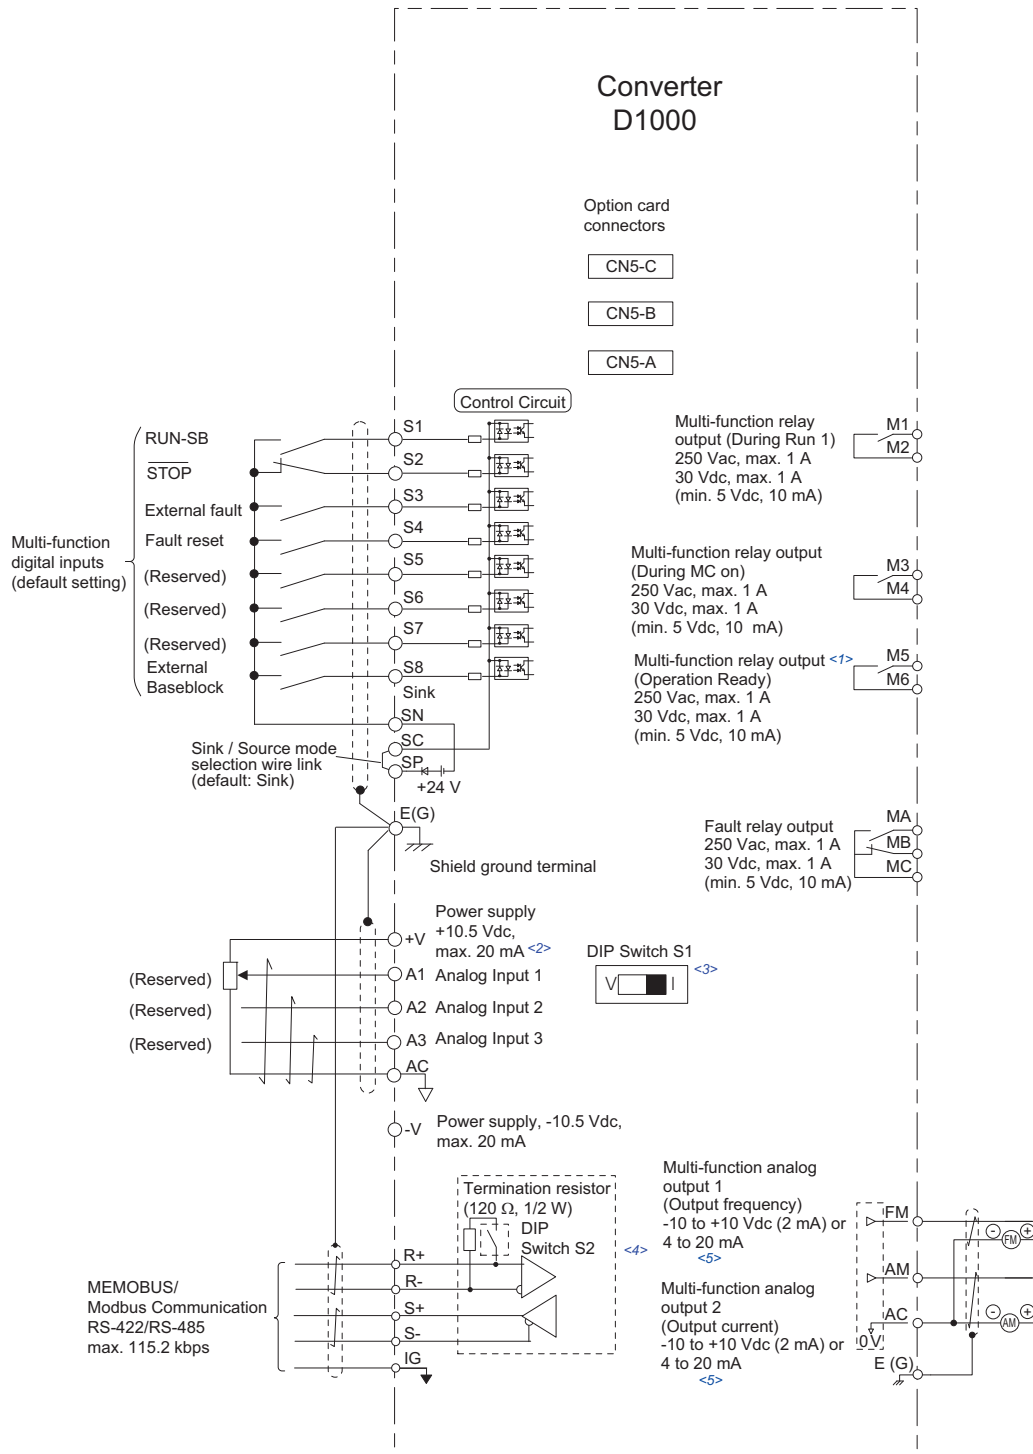 Converter
D1000
Option card
connectors
CN5-C
CN5-B
CN5-A
Control Circuit
Multi-function
digital inputs
(default setting)
RUN-SB
STOP
External fault
Fault reset
(Reserved)
(Reserved)
(Reserved)
External
Baseblock
S1
S2
S3
S4
S5
S6
S7
S8
Sink
SN
SC
SP
+24 V
Sink / Source mode
selection wire link
(default: Sink)
E(G)
Shield ground terminal
Multi-function relay
output (During Run 1)
250 Vac, max. 1 A
30 Vdc, max. 1 A
(min. 5 Vdc, 10 mA)
M1
M2
Multi-function relay output
(During MC on)
250 Vac, max. 1 A
30 Vdc, max. 1 A
(min. 5 Vdc, 10 mA)
M3
M4
Multi-function relay output <1>
(Operation Ready)
250 Vac, max. 1 A
30 Vdc, max. 1 A
(min. 5 Vdc, 10 mA)
M5
M6
Fault relay output
250 Vac, max. 1 A
30 Vdc, max. 1 A
(min. 5 Vdc, 10 mA)
MA
MB
MC
Power supply
+10.5 Vdc,
max. 20 mA <2>
+V
(Reserved)
A1 Analog Input 1
(Reserved)
A2 Analog Input 2
(Reserved)
A3 Analog Input 3
AC
DIP Switch S1
<3>
V I
-V
Power supply, -10.5 Vdc,
max. 20 mA
Termination resistor
(120 Ω, 1/2 W)
DIP
Switch S2
<4>
MEMOBUS/
Modbus Communication
RS-422/RS-485
max. 115.2 kbps
R+
R-
S+
S-
IG
Multi-function analog
output 1
(Output frequency)
-10 to +10 Vdc (2 mA) or
4 to 20 mA
<5>
Multi-function analog
output 2
(Output current)
-10 to +10 Vdc (2 mA) or
4 to 20 mA
<5>
FM
- FM +
AM
AC
- AM +
0 V
E (G)